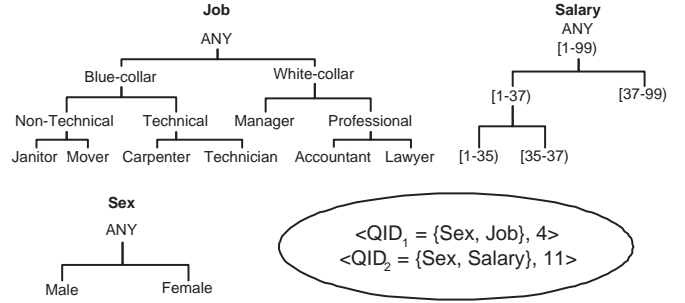 Job
ANY
Blue-collar White-collar
Non-Technical Technical Manager Professional
Janitor Mover Carpenter Technician Accountant Lawyer
Salary
ANY
[1-99)
[1-37) [37-99)
[1-35) [35-37)
Sex
ANY
Male Female
<QID1 = {Sex, Job}, 4>
<QID2 = {Sex, Salary}, 11>